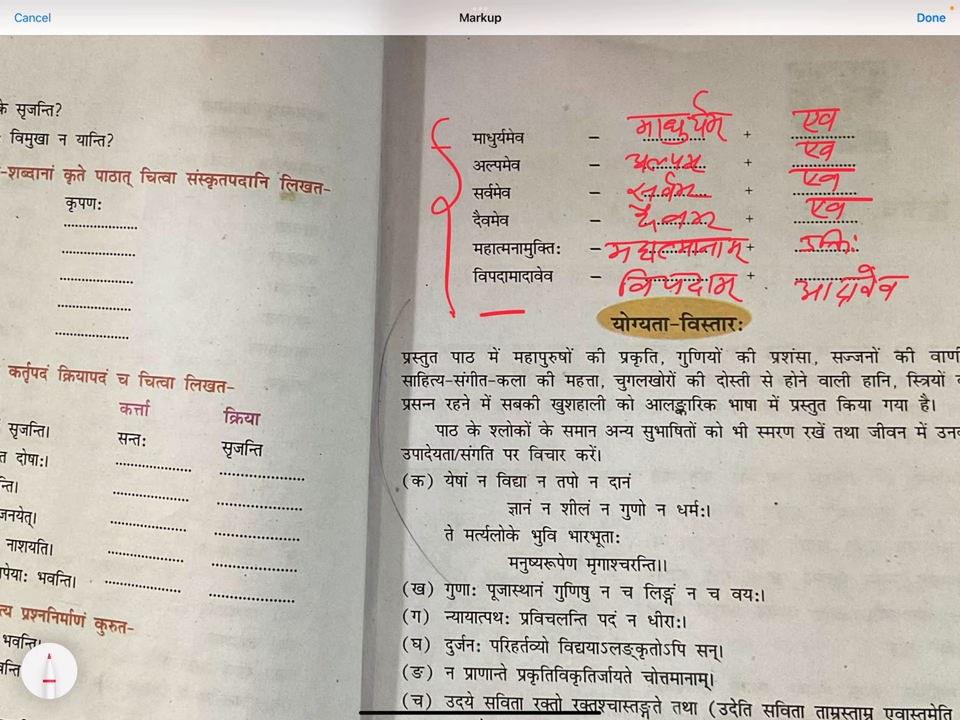 Cancel
Markup
Done
के सृजन्ति?
विमुखा न यान्ति?
-शब्दानां कृते पाठात् चित्वा संस्कृतपदानि लिखत-
कृपण:
कर्तृपदं क्रियापदं च चित्वा लिखत-
कर्त्ता क्रिया
सृजन्ति। सन्त: सृजन्ति
त दोषा:।
न्ति।
जनयेत्।
नाशयति।
पेया: भवन्ति।
त्य प्रश्ननिर्माणं कुरुत-
भवन्ति
माधुर्यमेव – माधुर्यम् + एव
अल्पमेव – अल्पम् + एव
सर्वमेव – सर्वम् + एव
दैवमेव – दैवम् + एव
महात्मनामुक्ति: – महात्मानाम् + उक्ति:
विपदामादावेव – विपदाम् + आदावेव
योग्यता-विस्तार:
प्रस्तुत पाठ में महापुरुषों की प्रकृति, गुणियों की प्रशंसा, सज्जनों की वाणी
साहित्य-संगीत-कला की महत्ता, चुगलखोरों की दोस्ती से होने वाली हानि, स्त्रियों
प्रसन्न रहने में सबकी खुशहाली को आलङ्कारिक भाषा में प्रस्तुत किया गया है।
पाठ के श्लोकों के समान अन्य सुभाषितों को भी स्मरण रखें तथा जीवन में उन
उपादेयता/संगति पर विचार करें।
(क) येषां न विद्या न तपो न दानं
ज्ञानं न शीलं न गुणो न धर्म:।
ते मर्त्यलोके भुवि भारभूता:
मनुष्यरूपेण मृगाश्चरन्ति।।
(ख) गुणा: पूजास्थानं गुणिषु न च लिङ्गं न च वय:।
(ग) न्यायात्पथ: प्रविचलन्ति पदं न धीरा:।
(घ) दुर्जन: परिहर्तव्यो विद्ययाऽलङ्कृतोऽपि सन्।
(ङ) न प्राणान्ते प्रकृतिविकृतिर्जायते चोत्तमानाम्।
(च) उदये सविता रक्तो रक्तश्चास्तङ्गते तथा (उदेति सविता ताम्रस्ताम्र एवास्तमेति